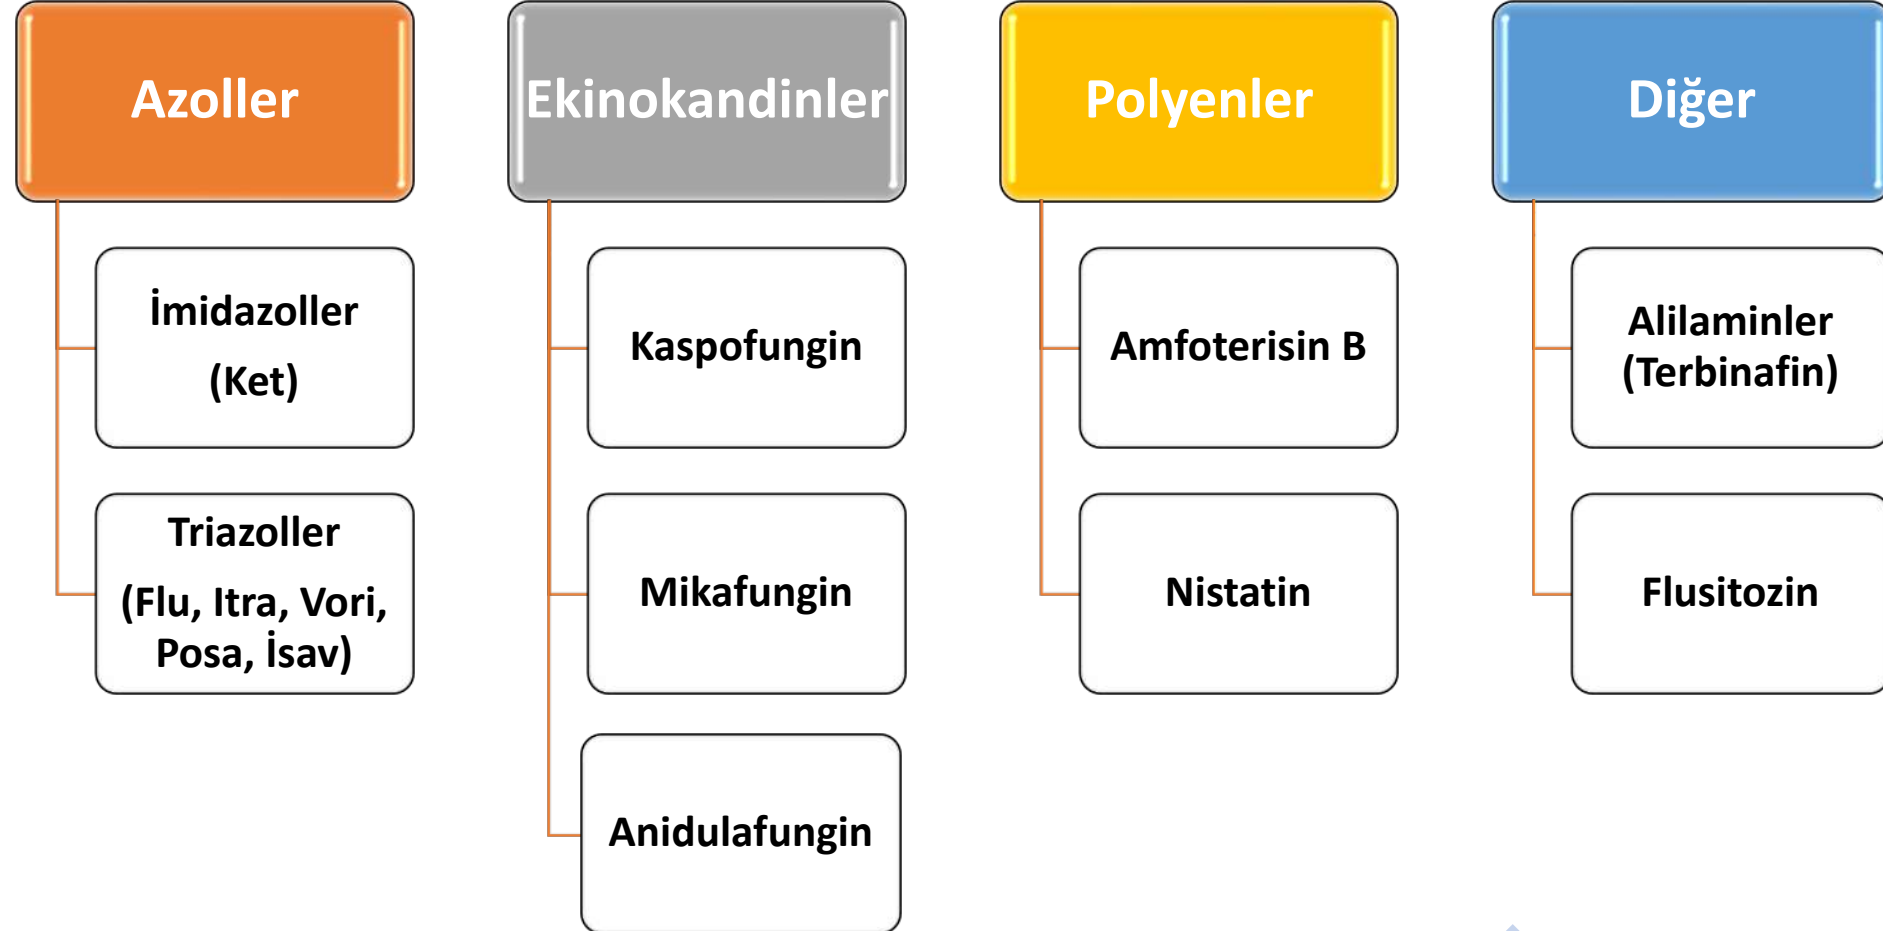 Azoller
İmidazoller
(Ket)
Triazoller
(Flu, Itra, Vori,
Posa, İsav)
Ekinokandinler
Kaspofungin
Mikafungin
Anidulafungin
Polyenler
Amfoterisin B
Nistatin
Diğer
Alilaminler
(Terbinafin)
Flusitozin